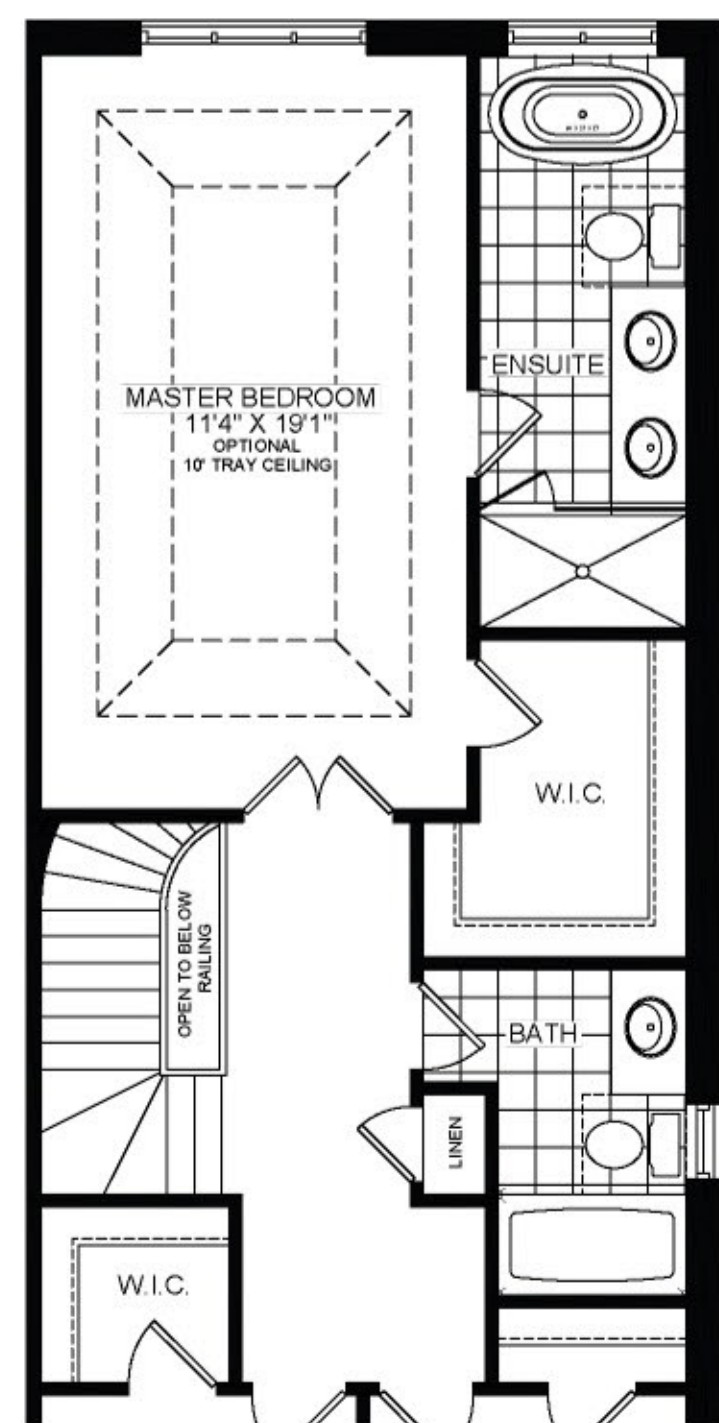 ENSUITE
MASTER BEDROOM
11'4" X 19'1"
OPTIONAL
10' TRAY CEILING
W.I.C.
OPEN TO BELOW
RAILING
BATH
LINEN
W.I.C.